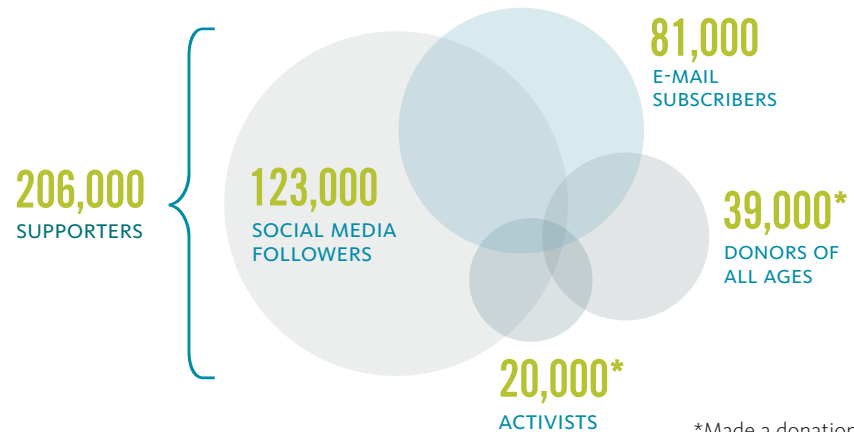 206,000
SUPPORTERS
123,000
SOCIAL MEDIA
FOLLOWERS
81,000
E-MAIL
SUBSCRIBERS
39,000*
DONORS OF
ALL AGES
20,000*
ACTIVISTS
*Made a donation